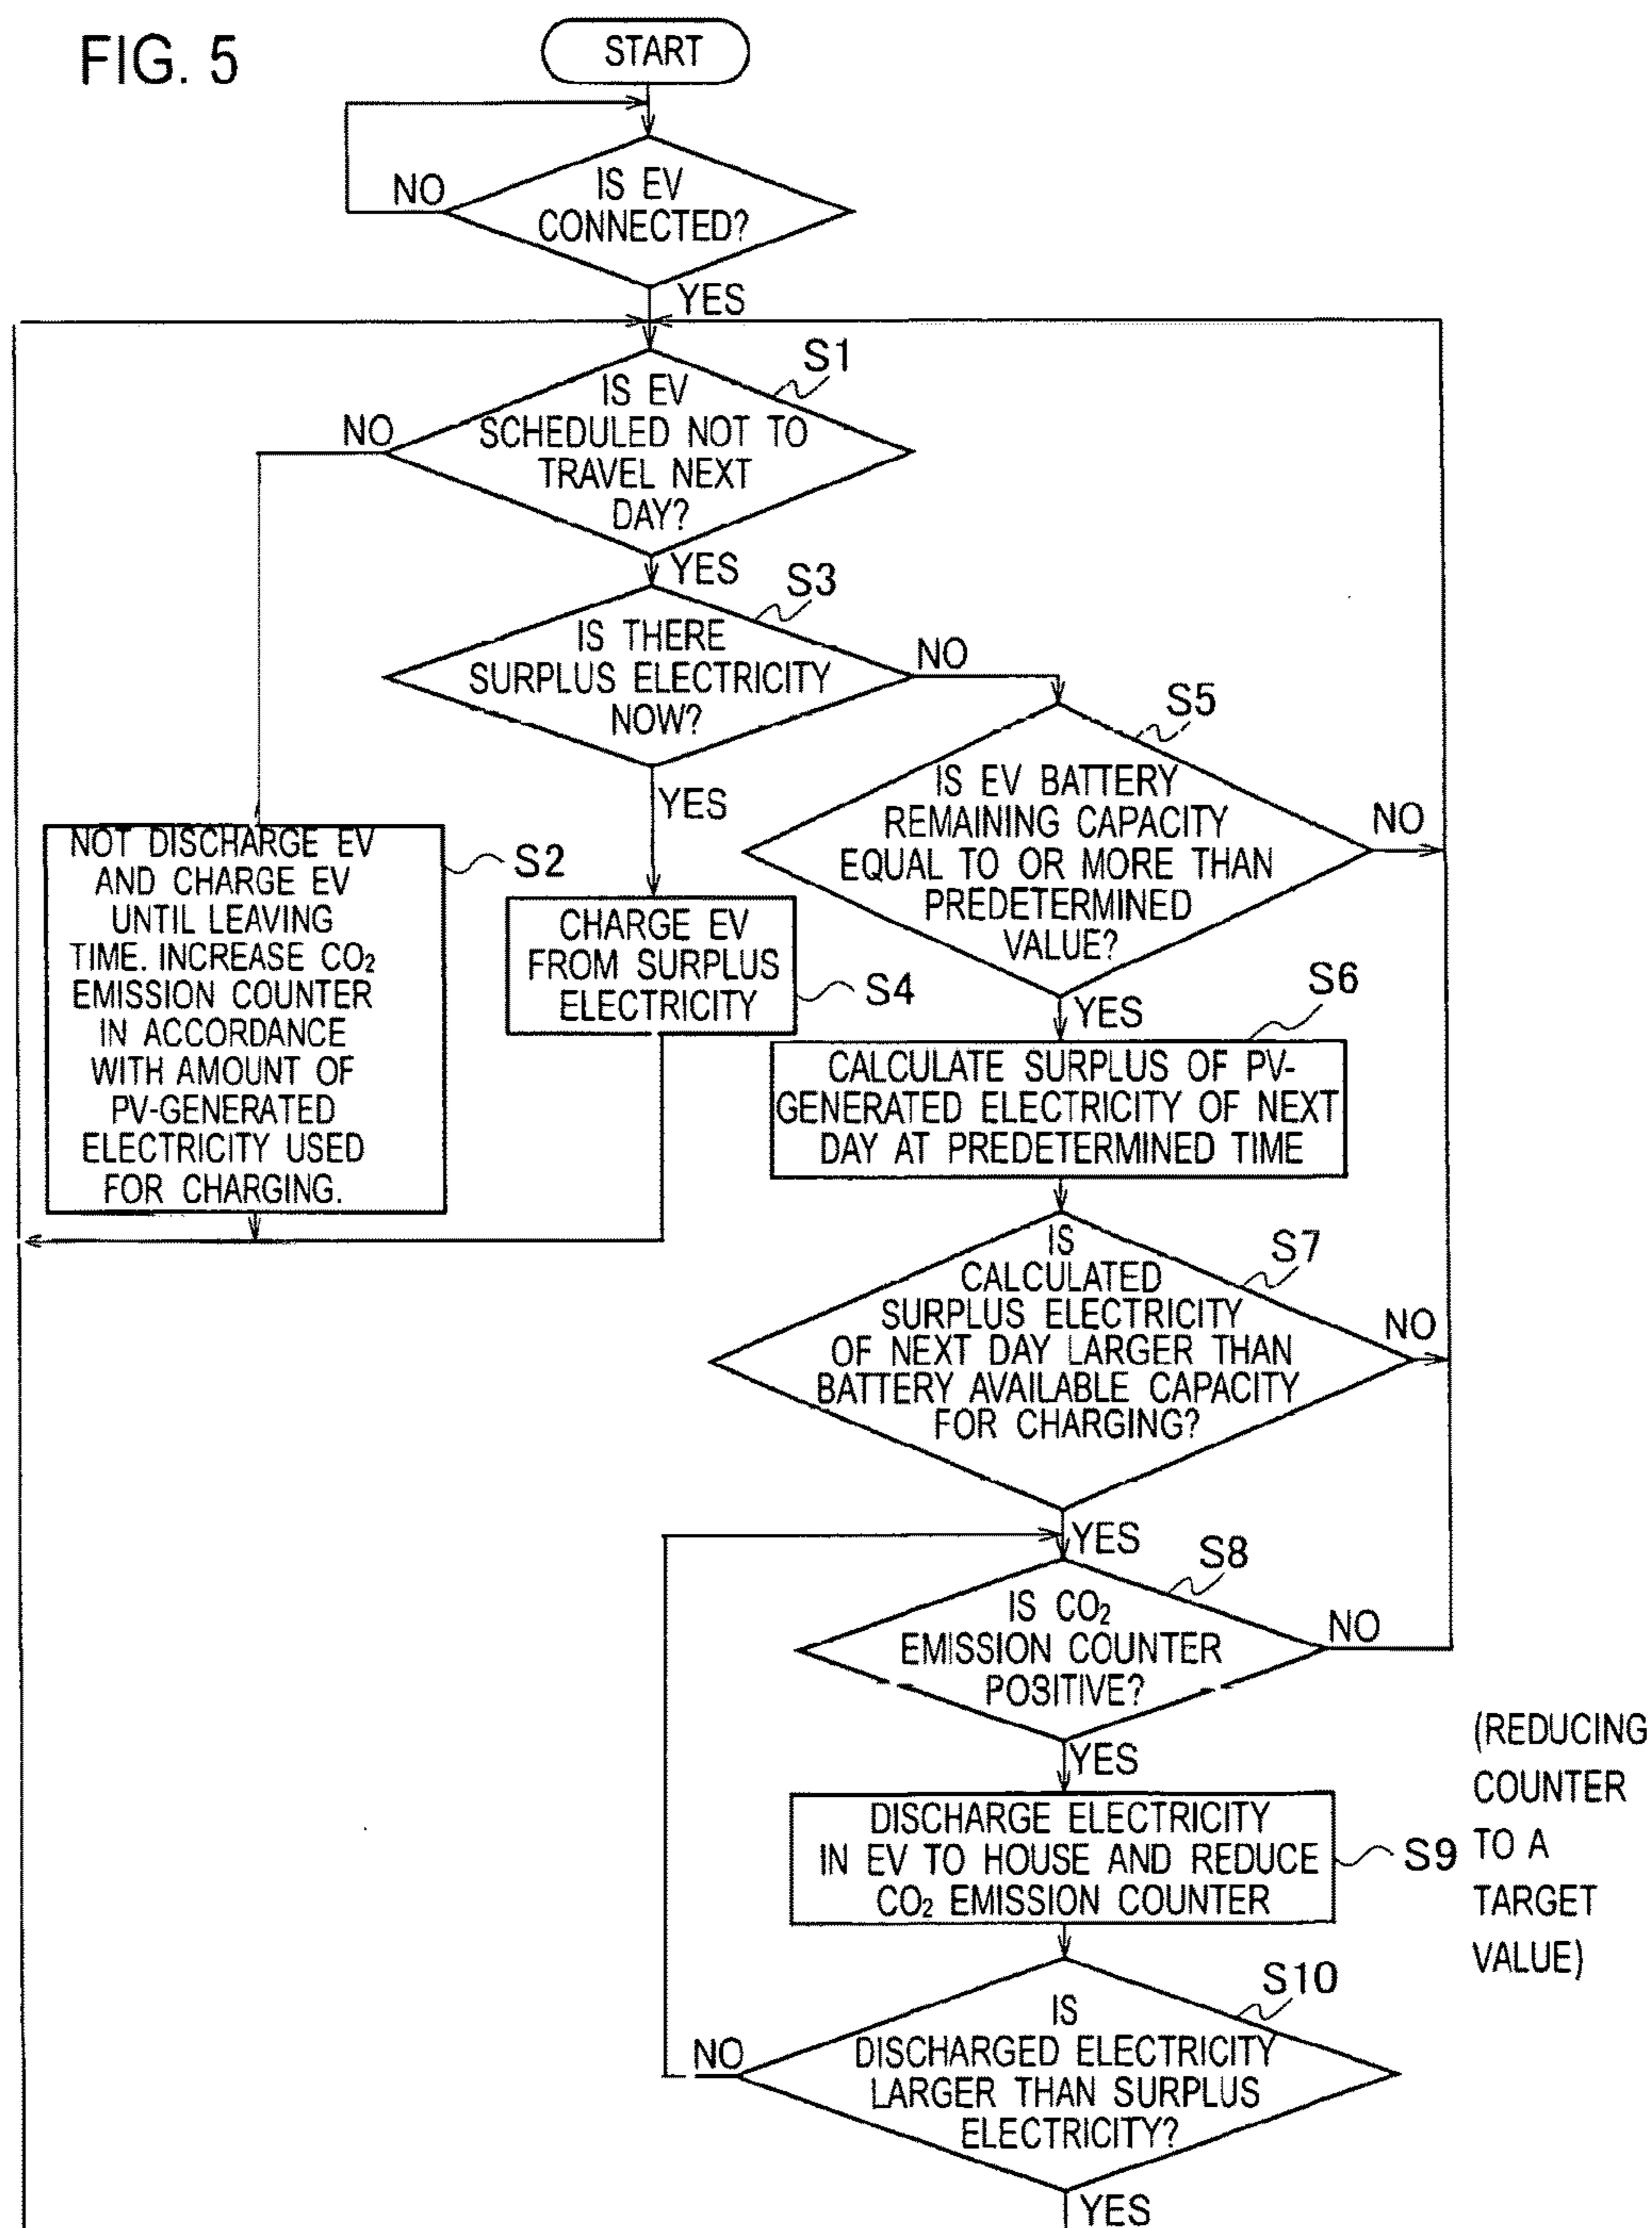 FIG. 5
START
IS EV
CONNECTED?
NO
YES
S1
IS EV
SCHEDULED NOT TO
TRAVEL NEXT
DAY?
NO
YES
S3
IS THERE
SURPLUS ELECTRICITY
NOW?
NO
YES
S5
IS EV BATTERY
REMAINING CAPACITY
EQUAL TO OR MORE THAN
PREDETERMINED
VALUE?
NO
YES
NOT DISCHARGE EV
AND CHARGE EV
UNTIL LEAVING
TIME. INCREASE CO2
EMISSION COUNTER
IN ACCORDANCE
WITH AMOUNT OF
PV-GENERATED
ELECTRICITY USED
FOR CHARGING.
S2
CHARGE EV
FROM SURPLUS
ELECTRICITY
S4
S6
CALCULATE SURPLUS OF PV-
GENERATED ELECTRICITY OF NEXT
DAY AT PREDETERMINED TIME
S7
IS
CALCULATED
SURPLUS ELECTRICITY
OF NEXT DAY LARGER THAN
BATTERY AVAILABLE CAPACITY
FOR CHARGING?
NO
YES
S8
IS CO2
EMISSION COUNTER
POSITIVE?
NO
YES
DISCHARGE ELECTRICITY
IN EV TO HOUSE AND REDUCE
CO2 EMISSION COUNTER
S9
(REDUCING
COUNTER
TO A
TARGET
VALUE)
S10
IS
DISCHARGED ELECTRICITY
LARGER THAN SURPLUS
ELECTRICITY?
NO
YES